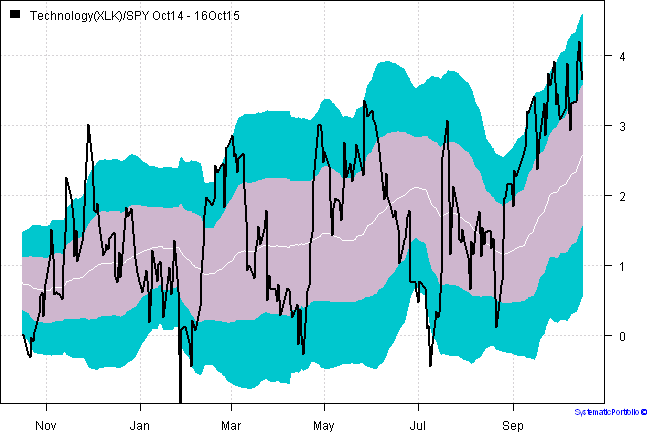 Technology(XLK)/SPY Oct14 - 16Oct15
4
3
2
1
0
Nov Jan Mar May Jul Sep
SystematicPortfolio ©